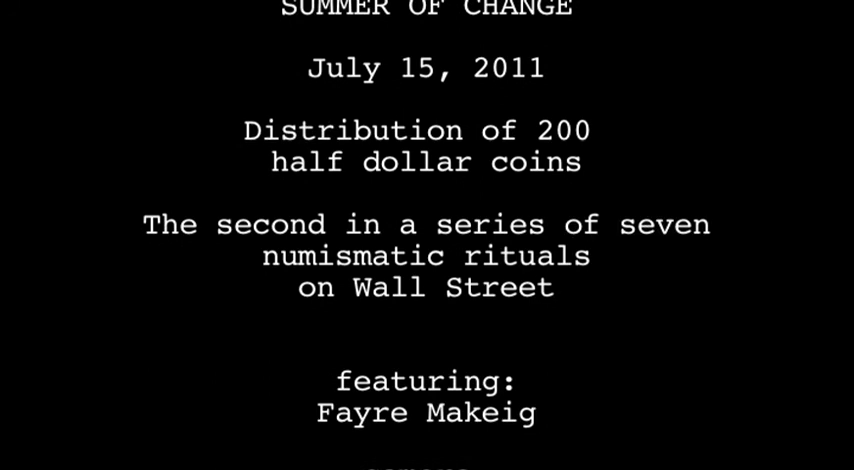 SUMMER OF CHANGE
July 15, 2011
Distribution of 200
half dollar coins
The second in a series of seven
numismatic rituals
on Wall Street
featuring:
Fayre Makeig